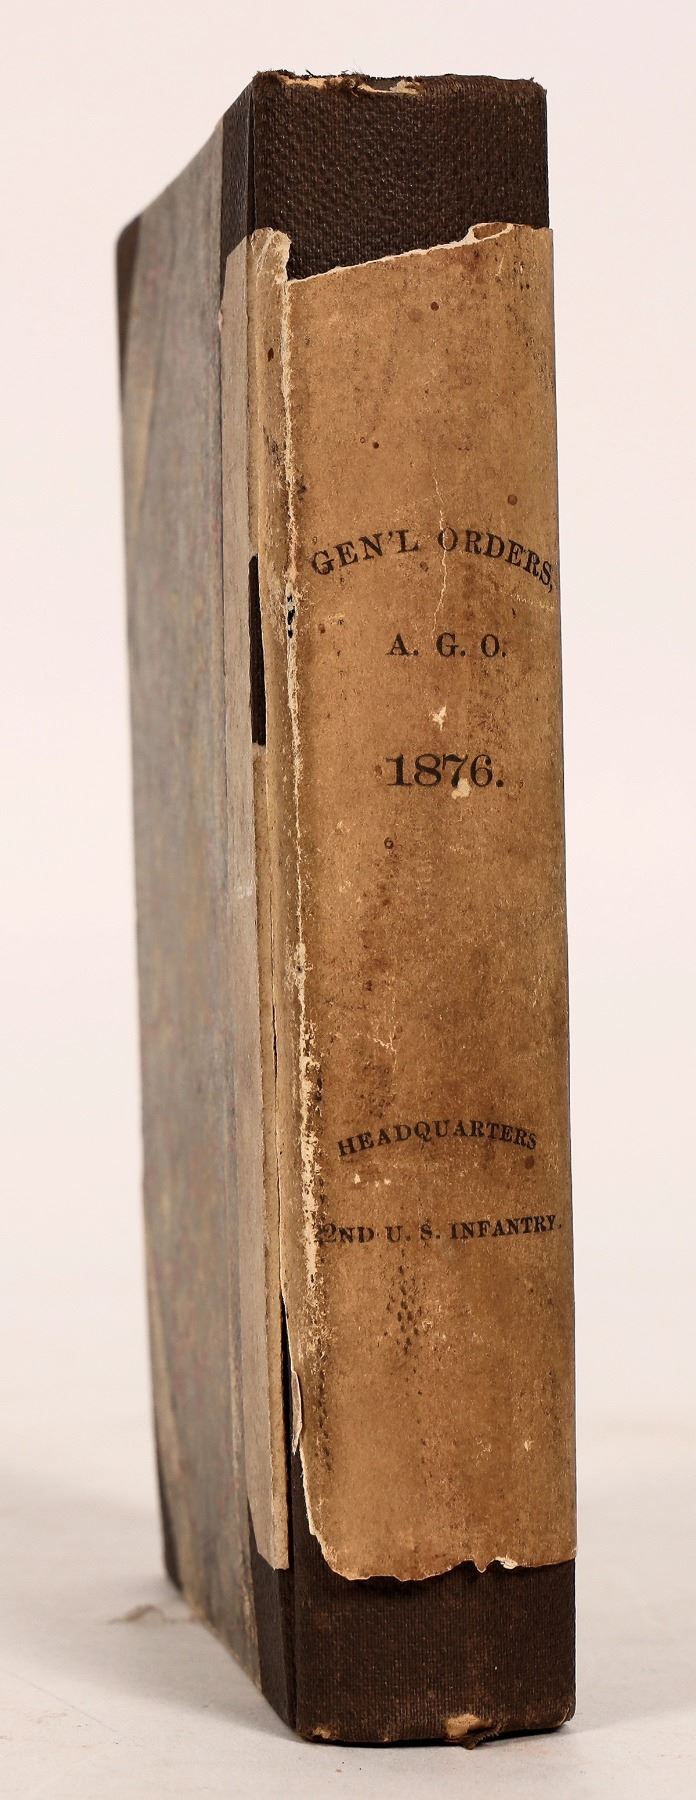 GEN'L ORDERS,
A. G. O.
1876.
HEADQUARTERS
2ND U. S. INFANTRY.